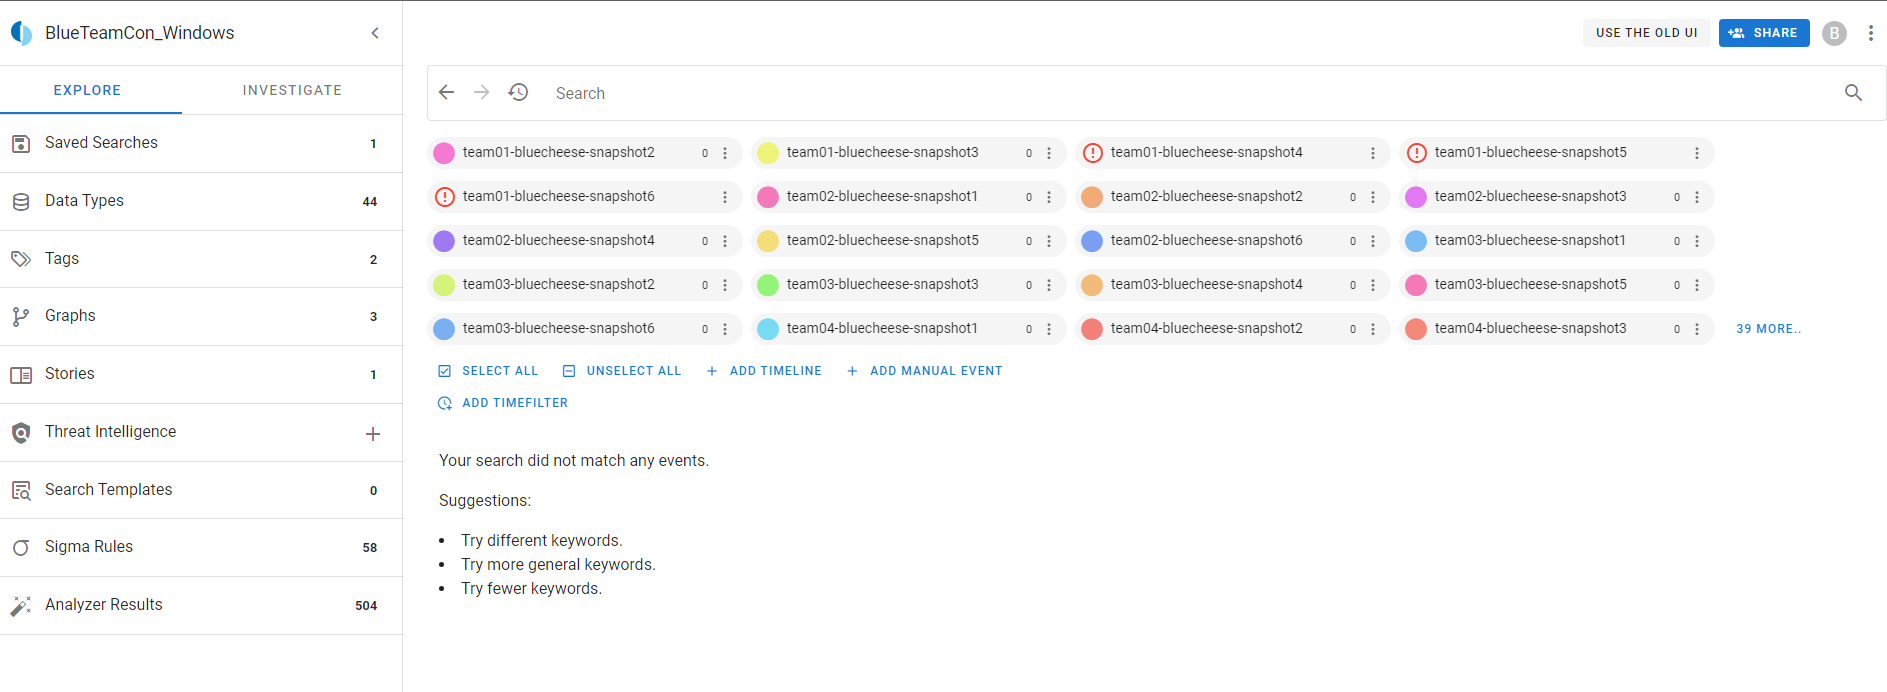 BlueTeamCon_Windows
USE THE OLD UI
SHARE
B
EXPLORE
INVESTIGATE
Search
Saved Searches 1
Data Types 44
Tags 2
Graphs 3
Stories 1
Threat Intelligence
Search Templates 0
Sigma Rules 58
Analyzer Results 504
team01-bluecheese-snapshot2 0 team01-bluecheese-snapshot3 0 team01-bluecheese-snapshot4 team01-bluecheese-snapshot5
team01-bluecheese-snapshot6 team02-bluecheese-snapshot1 0 team02-bluecheese-snapshot2 0 team02-bluecheese-snapshot3 0
team02-bluecheese-snapshot4 0 team02-bluecheese-snapshot5 0 team02-bluecheese-snapshot6 0 team03-bluecheese-snapshot1 0
team03-bluecheese-snapshot2 0 team03-bluecheese-snapshot3 0 team03-bluecheese-snapshot4 0 team03-bluecheese-snapshot5 0
team03-bluecheese-snapshot6 0 team04-bluecheese-snapshot1 0 team04-bluecheese-snapshot2 0 team04-bluecheese-snapshot3 0 39 MORE..
SELECT ALL UNSELECT ALL + ADD TIMELINE + ADD MANUAL EVENT
ADD TIMEFILTER
Your search did not match any events.
Suggestions:
• Try different keywords.
• Try more general keywords.
• Try fewer keywords.